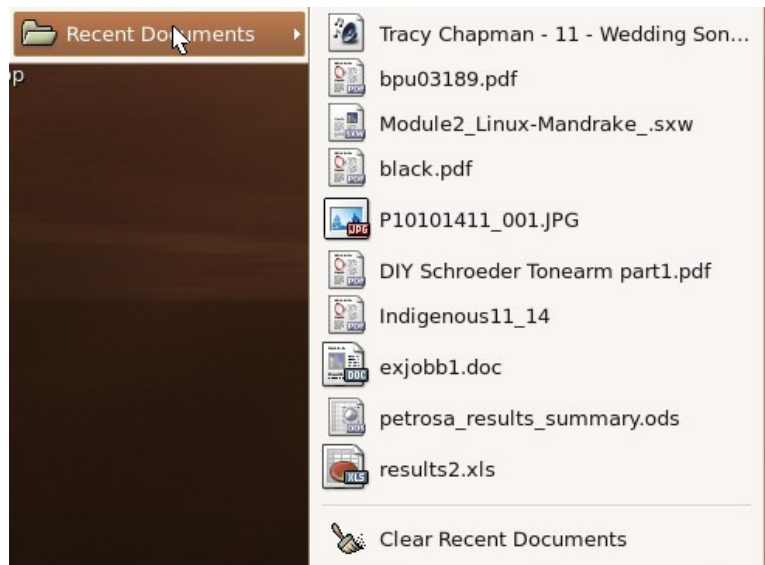 Recent Documents
op
Tracy Chapman - 11 - Wedding Son...
bpu03189.pdf
Module2_Linux-Mandrake_.sxw
black.pdf
P10101411_001.JPG
DIY Schroeder Tonearm part1.pdf
Indigenous11_14
exjobb1.doc
petrosa_results_summary.ods
results2.xls
Clear Recent Documents